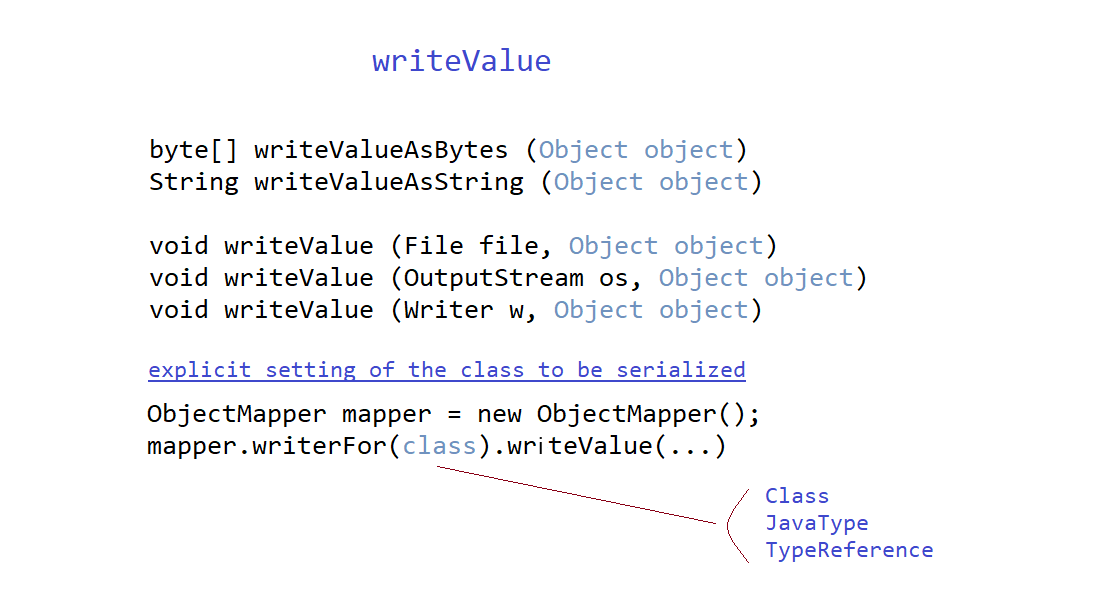 writeValue
byte[] writeValueAsBytes (Object object)
String writeValueAsString (Object object)
void writeValue (File file, Object object)
void writeValue (OutputStream os, Object object)
void writeValue (Writer w, Object object)
explicit setting of the class to be serialized
ObjectMapper mapper = new ObjectMapper();
mapper.writerFor(class).writeValue(...)
Class
JavaType
TypeReference